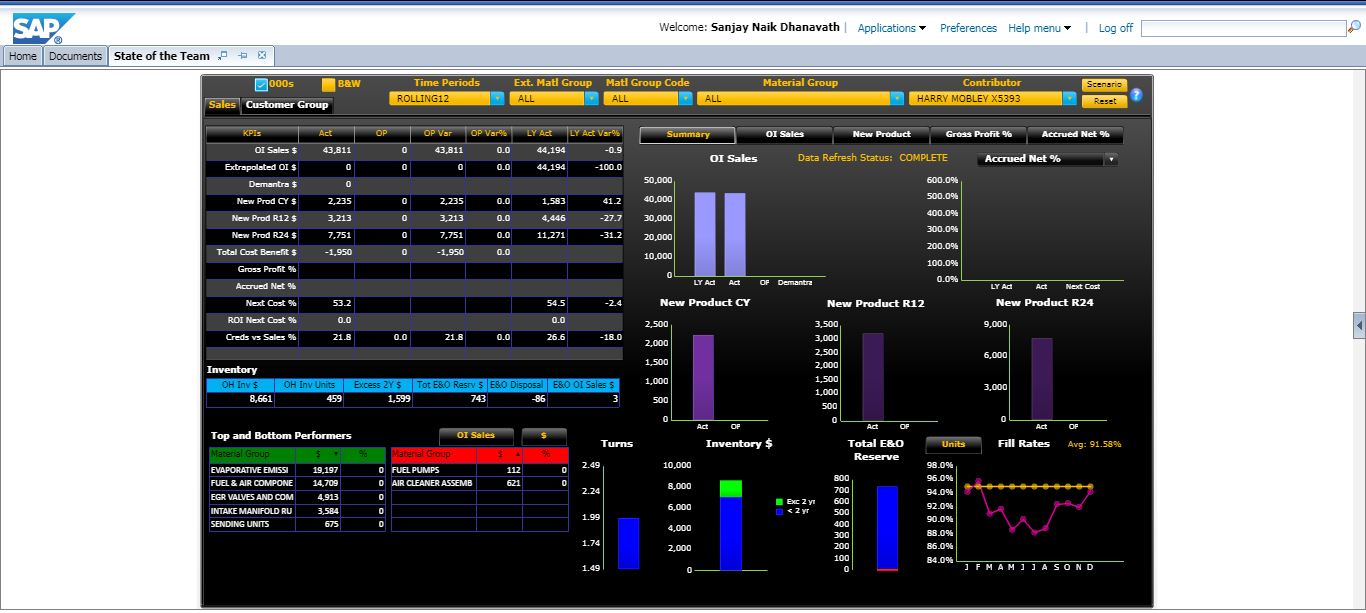 SAP ®
Welcome: Sanjay Naik Dhanavath | Applications Preferences Help menu | Log off
Home Documents State of the Team
000s B&W Time Periods Ext. Matl Group Matl Group Code Material Group Contributor Scenario
ROLLING12 ALL ALL ALL HARRY MOBLEY X5393 Reset ?
Sales Customer Group
KPIs Act OP OP Var OP Var% LY Act LY Act Var%
OI Sales $ 43,811 0 43,811 0.0 44,194 -0.9
Extrapolated OI $ 0 0 0 0.0 44,194 -100.0
Demantra $ 0
New Prod CY $ 2,235 0 2,235 0.0 1,583 41.2
New Prod R12 $ 3,213 0 3,213 0.0 4,446 -27.7
New Prod R24 $ 7,751 0 7,751 0.0 11,271 -31.2
Total Cost Benefit $ -1,950 0 -1,950 0.0
Gross Profit %
Accrued Net %
Next Cost % 53.2 54.5 -2.4
ROI Next Cost % 0.0 0.0
Creds vs Sales % 21.8 0.0 21.8 0.0 26.6 -18.0
Inventory
OH Inv $ OH Inv Units Excess 2Y $ Tot E&O Resrv $ E&O Disposal E&O OI Sales $
8,661 459 1,599 743 -86 3
Summary OI Sales New Product Gross Profit % Accrued Net %
OI Sales Data Refresh Status: COMPLETE Accrued Net %
50,000
40,000
30,000
20,000
10,000
0
LY Act Act OP Demantra
600.0%
500.0%
400.0%
300.0%
200.0%
100.0%
0.0%
LY Act Act Next Cost
New Product CY
2,500
2,000
1,500
1,000
500
0
Act OP
New Product R12
3,500
3,000
2,500
2,000
1,500
1,000
500
0
Act OP
New Product R24
9,000
6,000
3,000
0
Act OP
Top and Bottom Performers OI Sales $
Material Group $ % Material Group $ %
EVAPORATIVE EMISSI 19,197 0 FUEL PUMPS 112 0
FUEL & AIR COMPONE 14,709 0 AIR CLEANER ASSEMB 621 0
EGR VALVES AND COM 4,913 0
INTAKE MANIFOLD RU 3,584 0
SENDING UNITS 675 0
Turns
2.49
2.24
1.99
1.74
1.49
Inventory $
10,000
8,000
6,000
4,000
2,000
0
Exc 2 yr
< 2 yr
Total E&O
Reserve
800
700
600
500
400
300
200
100
0
Units Fill Rates Avg: 91.58%
98.0%
96.0%
94.0%
92.0%
90.0%
88.0%
86.0%
84.0%
J F M A M J J A S O N D